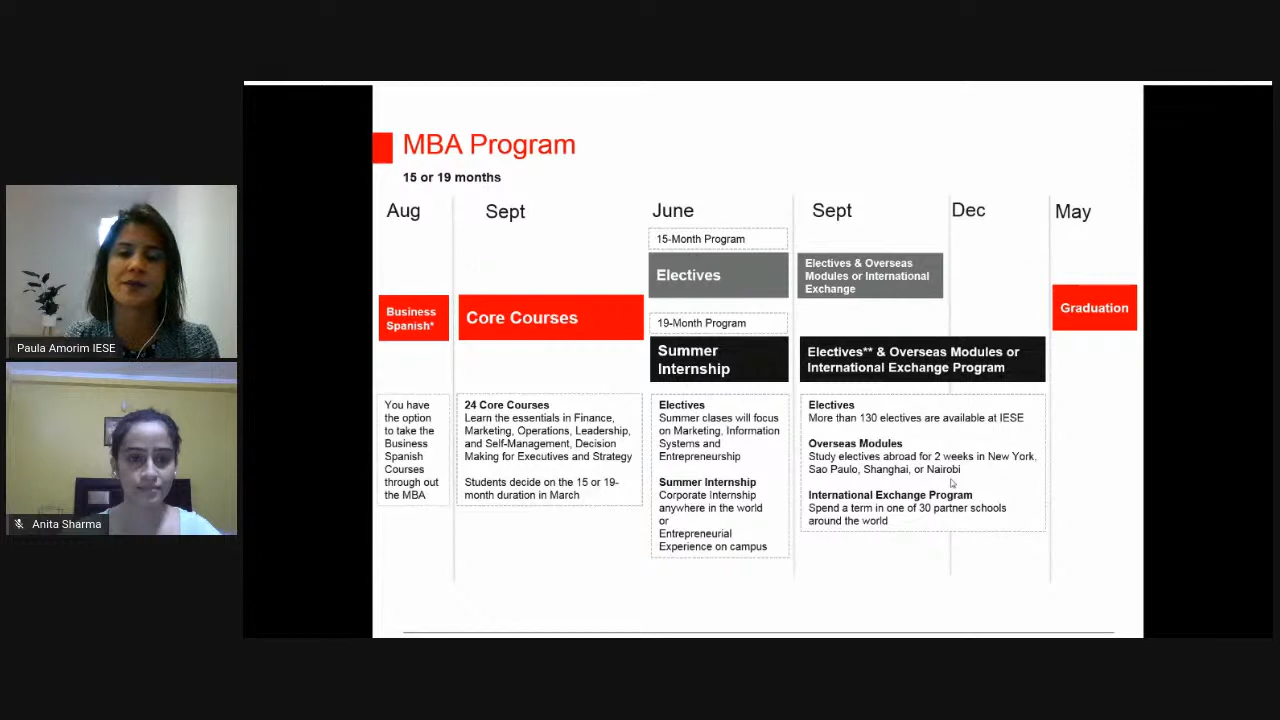 MBA Program
15 or 19 months
Aug
Sept
June
Sept
Dec
May
15-Month Program
Electives
Electives & Overseas
Modules or International
Exchange
Business
Spanish*
Core Courses
Graduation
19-Month Program
Summer
Internship
Electives** & Overseas Modules or
International Exchange Program
You have
the option
to take the
Business
Spanish
Courses
through out
the MBA
24 Core Courses
Learn the essentials in Finance,
Marketing, Operations, Leadership,
and Self-Management, Decision
Making for Executives and Strategy
Students decide on the 15 or 19-
month duration in March
Electives
Summer clases will focus
on Marketing, Information
Systems and
Entrepreneurship
Summer Internship
Corporate Internship
anywhere in the world
or
Entrepreneurial
Experience on campus
Electives
More than 130 electives are available at IESE
Overseas Modules
Study electives abroad for 2 weeks in New York,
Sao Paulo, Shanghai, or Nairobi
International Exchange Program
Spend a term in one of 30 partner schools
around the world
Paula Amorim IESE
Anita Sharma